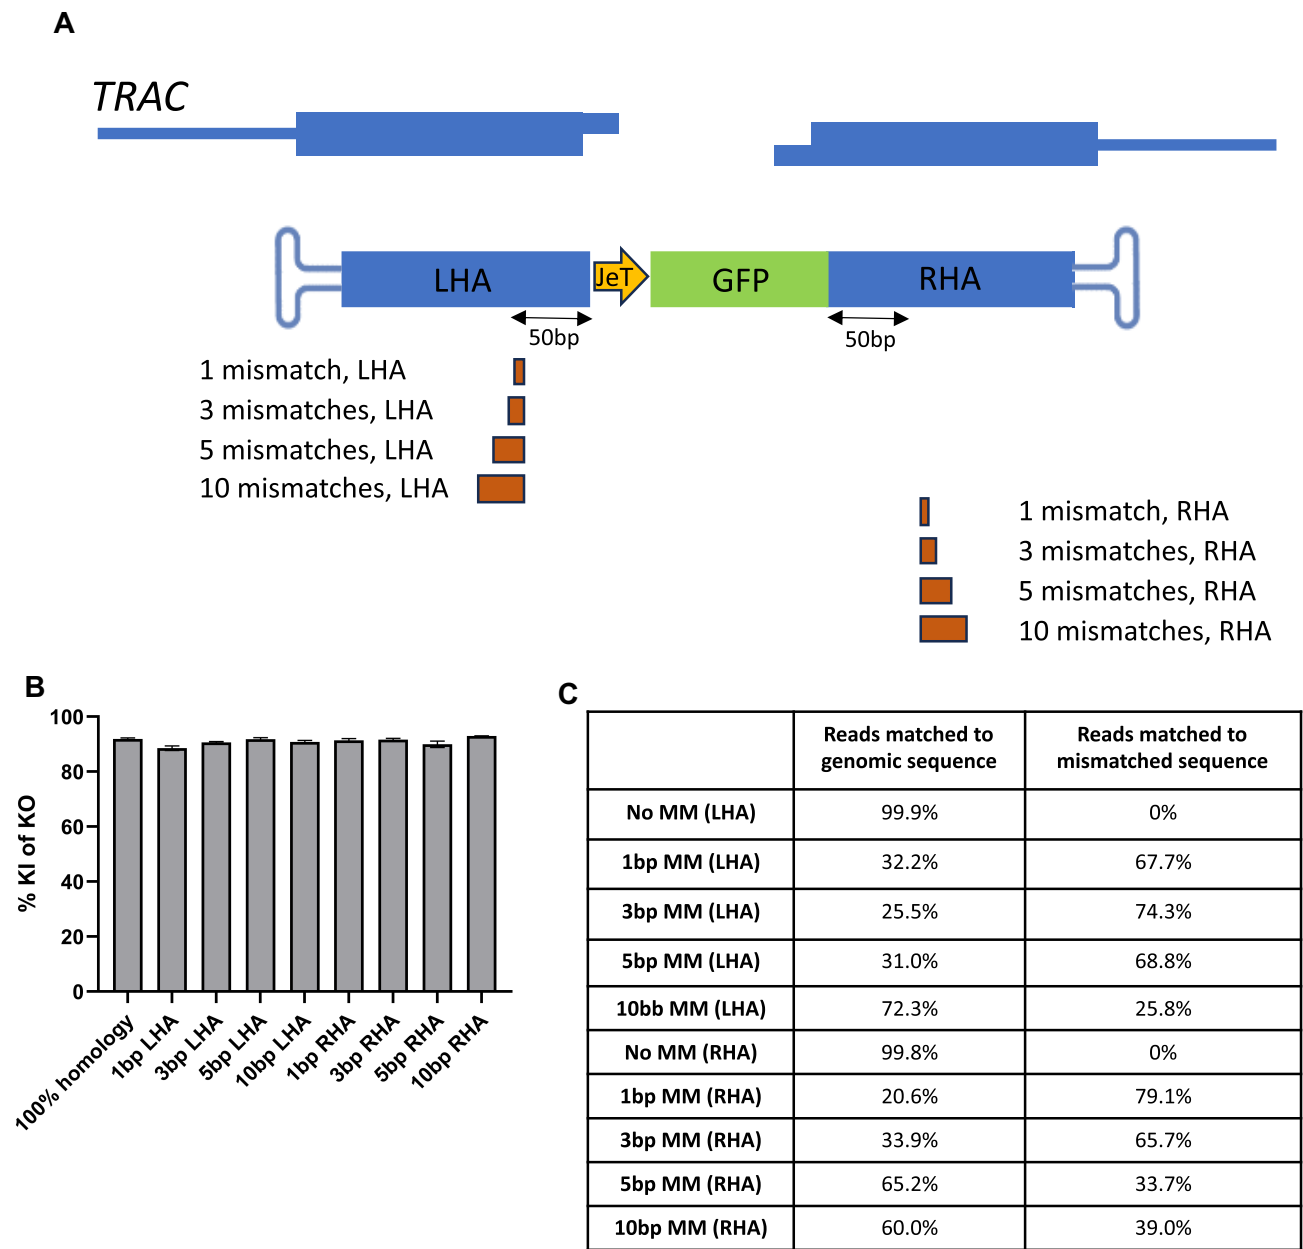 A
TRAC
LHA
JeT
GFP
RHA
50bp
50bp
1 mismatch, LHA
3 mismatches, LHA
5 mismatches, LHA
10 mismatches, LHA
1 mismatch, RHA
3 mismatches, RHA
5 mismatches, RHA
10 mismatches, RHA
B
% KI of KO
100
80
60
40
20
0
100% homology
1bp LHA
3bp LHA
5bp LHA
10bp LHA
1bp RHA
3bp RHA
5bp RHA
10bp RHA
C
Reads matched to genomic sequence
Reads matched to mismatched sequence
No MM (LHA) 99.9% 0%
1bp MM (LHA) 32.2% 67.7%
3bp MM (LHA) 25.5% 74.3%
5bp MM (LHA) 31.0% 68.8%
10bb MM (LHA) 72.3% 25.8%
No MM (RHA) 99.8% 0%
1bp MM (RHA) 20.6% 79.1%
3bp MM (RHA) 33.9% 65.7%
5bp MM (RHA) 65.2% 33.7%
10bp MM (RHA) 60.0% 39.0%